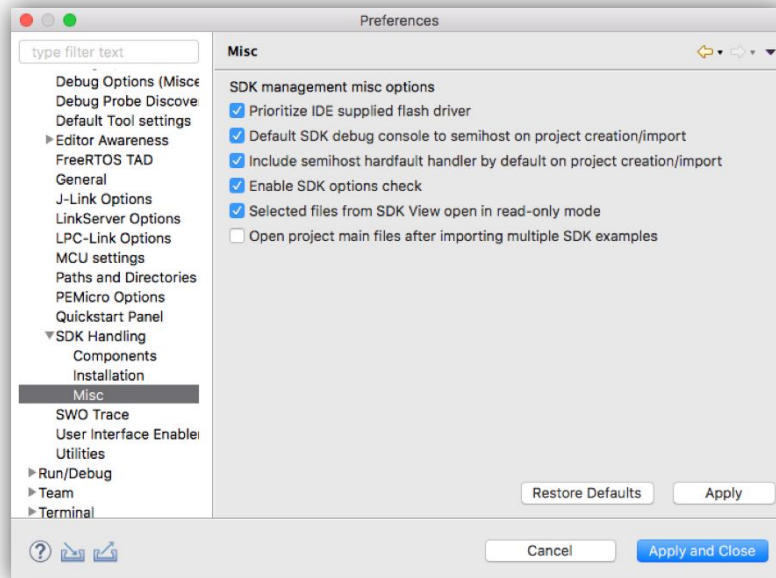 Preferences
type filter text
Debug Options (Misce
Debug Probe Discove
Default Tool settings
Editor Awareness
FreeRTOS TAD
General
J-Link Options
LinkServer Options
LPC-Link Options
MCU settings
Paths and Directories
PEMicro Options
Quickstart Panel
SDK Handling
Components
Installation
Misc
SWO Trace
User Interface Enable
Utilities
Run/Debug
Team
Terminal
Misc
SDK management misc options
Prioritize IDE supplied flash driver
Default SDK debug console to semihost on project creation/import
Include semihost hardfault handler by default on project creation/import
Enable SDK options check
Selected files from SDK View open in read-only mode
Open project main files after importing multiple SDK examples
Restore Defaults
Apply
?
Cancel
Apply and Close